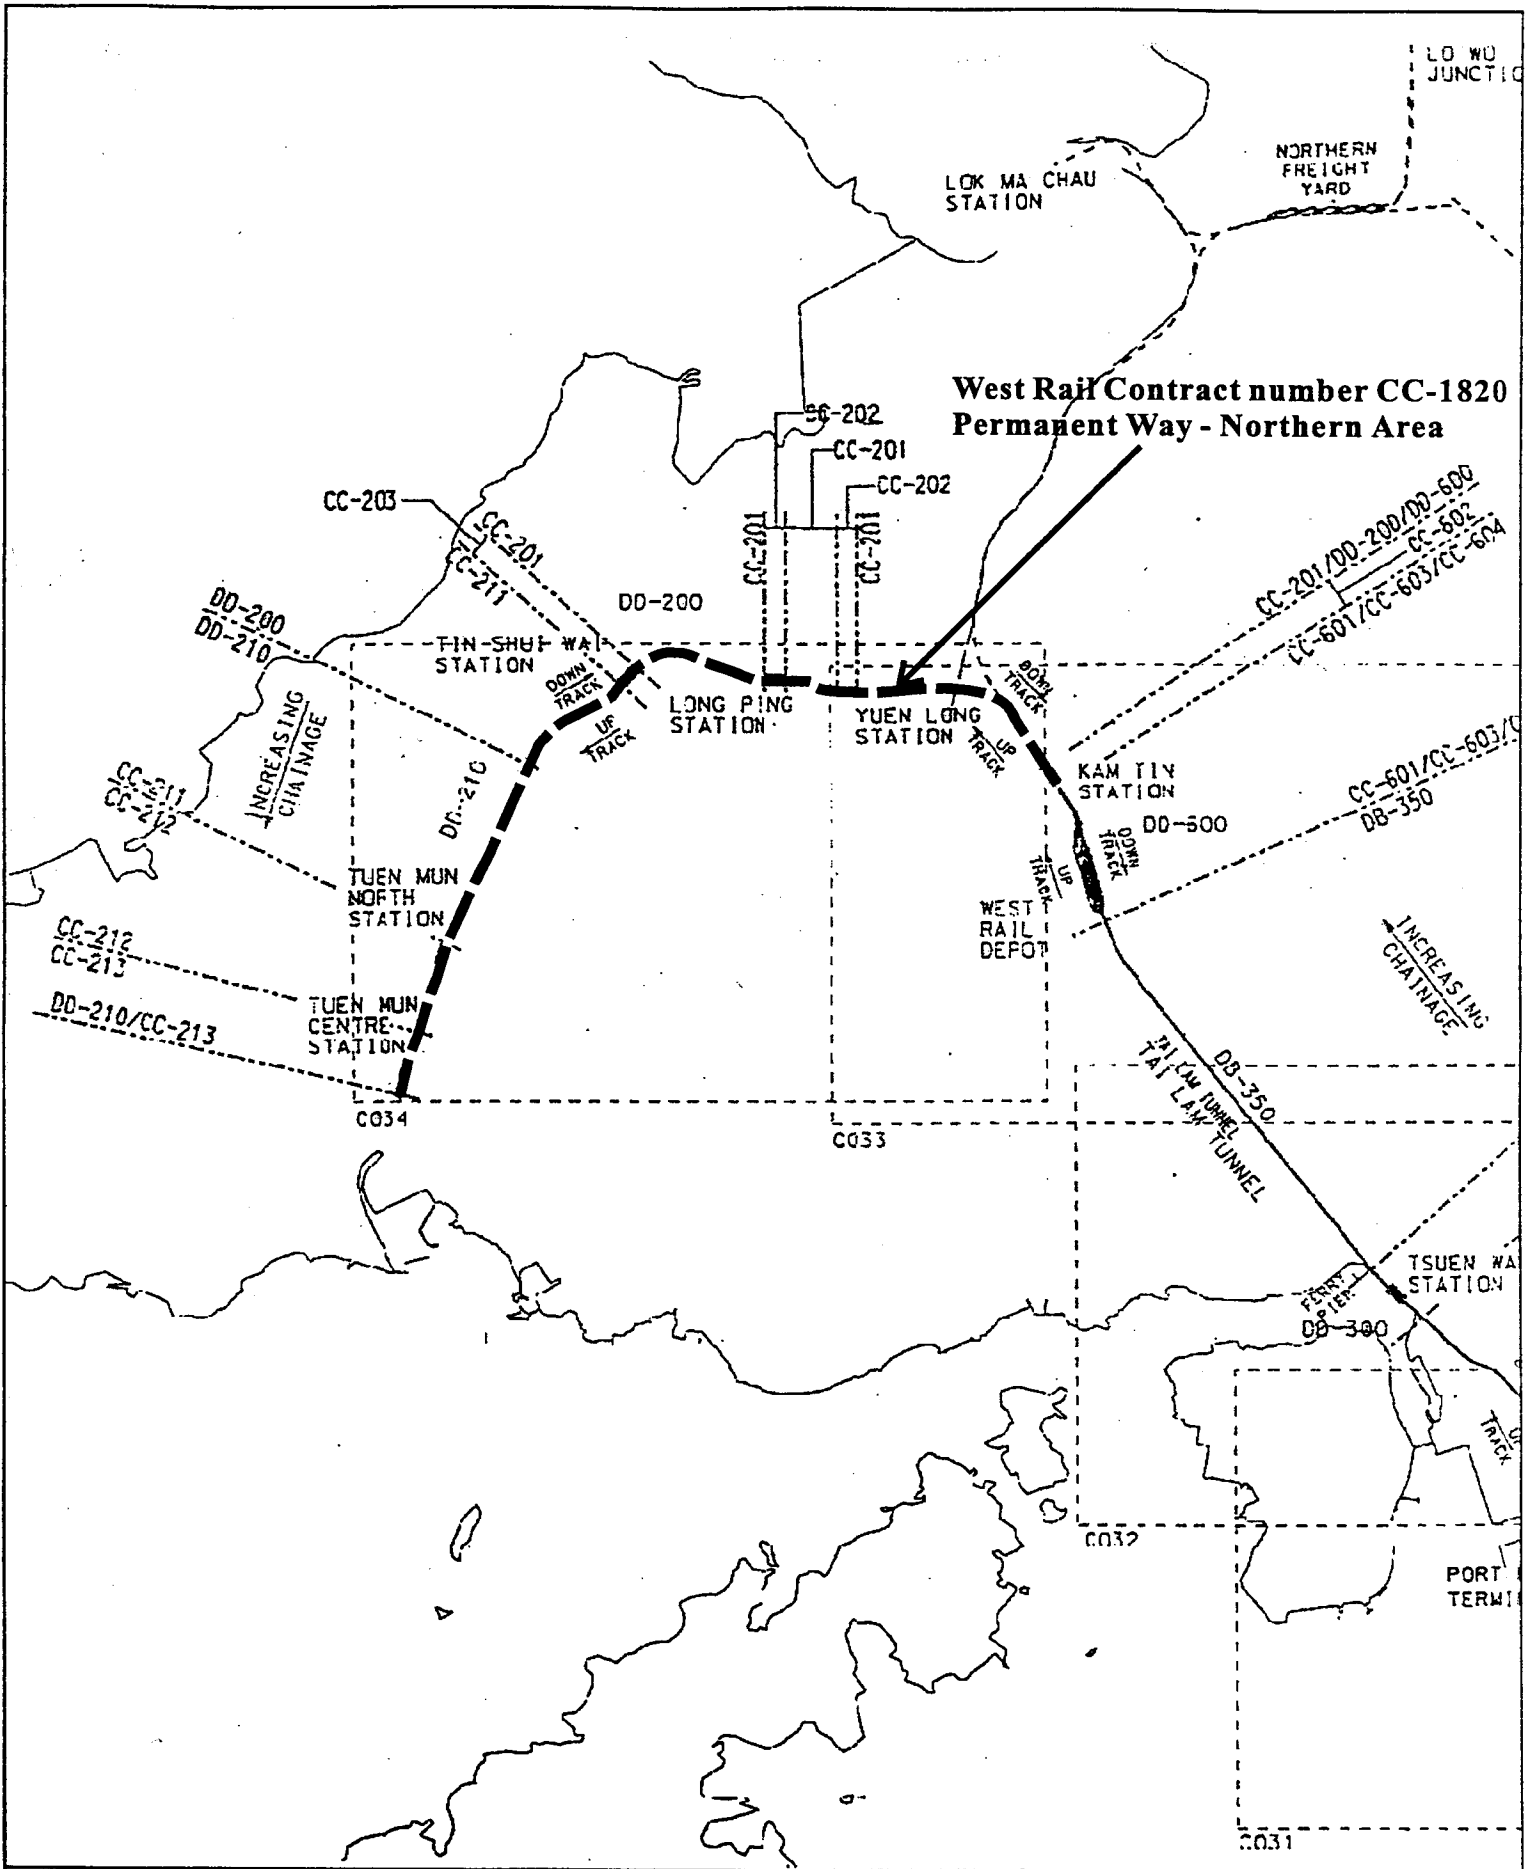 LO WU
JUNCTIO
NORTHERN
FREIGHT
YARD
LOK MA CHAU
STATION
West Rail Contract number CC-1820
Permanent Way - Northern Area
CC-202
CC-201
CC-202
CC-203
CC-201
CC-211
CC-201
CC-201
CC-201/DD-200/DD-600
CC-602
CC-601/CC-603/CC-604
DD-200
DD-200
DD-210
TIN SHUI WAI
STATION
DOWN
TRACK
UP
TRACK
LONG PING
STATION
YUEN LONG
STATION
DOWN
TRACK
UP
TRACK
KAM TIN
STATION
INCREASING
CHAINAGE
DD-210
CC-211
CC-212
CC-601/CC-603/C
DB-350
DD-600
DOWN
TRACK
UP
TRACK
TUEN MUN
NORTH
STATION
WEST
RAIL
DEPOT
CC-212
CC-213
INCREASING
CHAINAGE
DD-210/CC-213
TUEN MUN
CENTRE
STATION
DB-350
TAI LAM TUNNEL
TAI LAM TUNNEL
C034
C033
TSUEN WA
STATION
FERRY
PIER
DB-300
UP
TRACK
C032
PORT
TERMI
C031